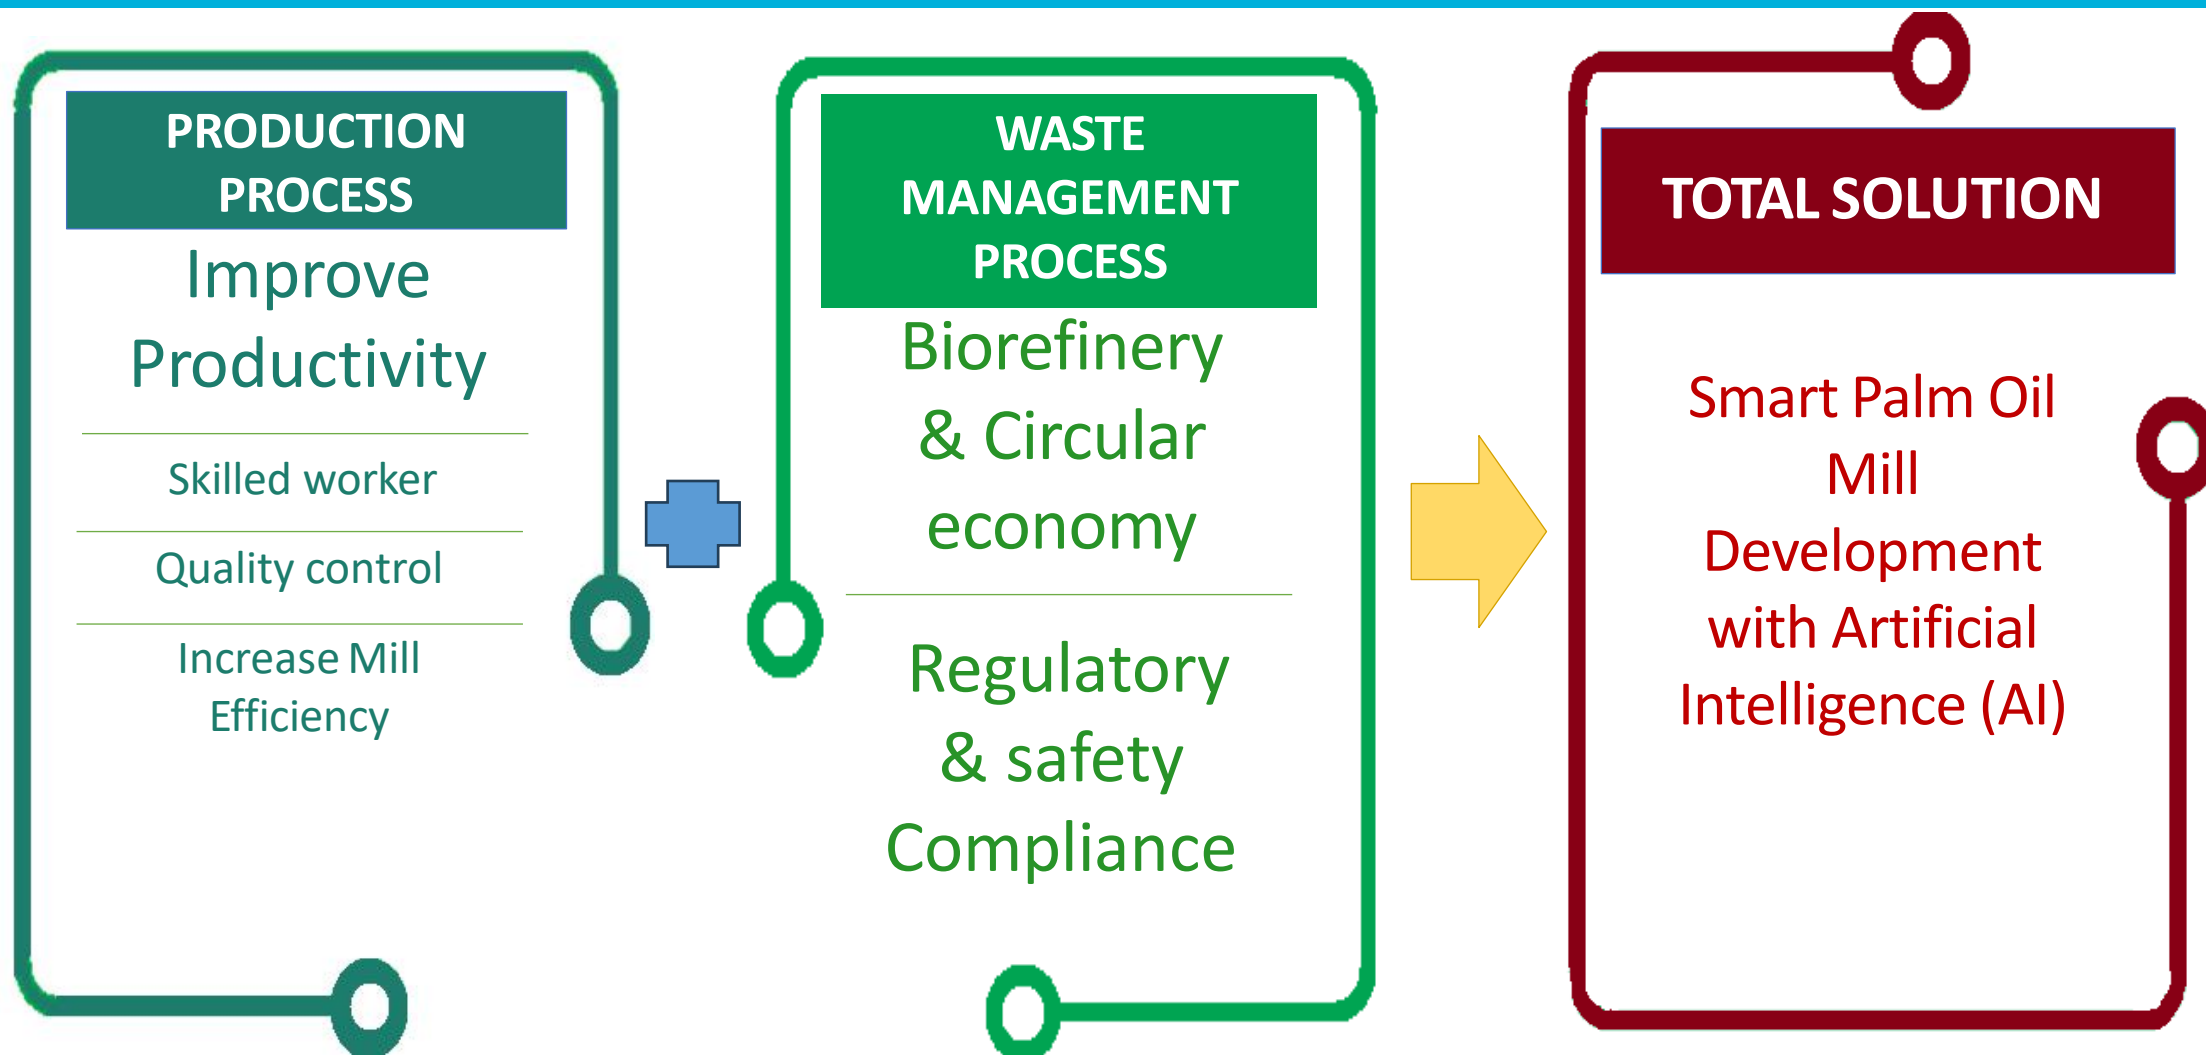 PRODUCTION
PROCESS
Improve
Productivity
Skilled worker
Quality control
Increase Mill
Efficiency
WASTE
MANAGEMENT
PROCESS
Biorefinery
& Circular
economy
Regulatory
& safety
Compliance
TOTAL SOLUTION
Smart Palm Oil
Mill
Development
with Artificial
Intelligence (AI)